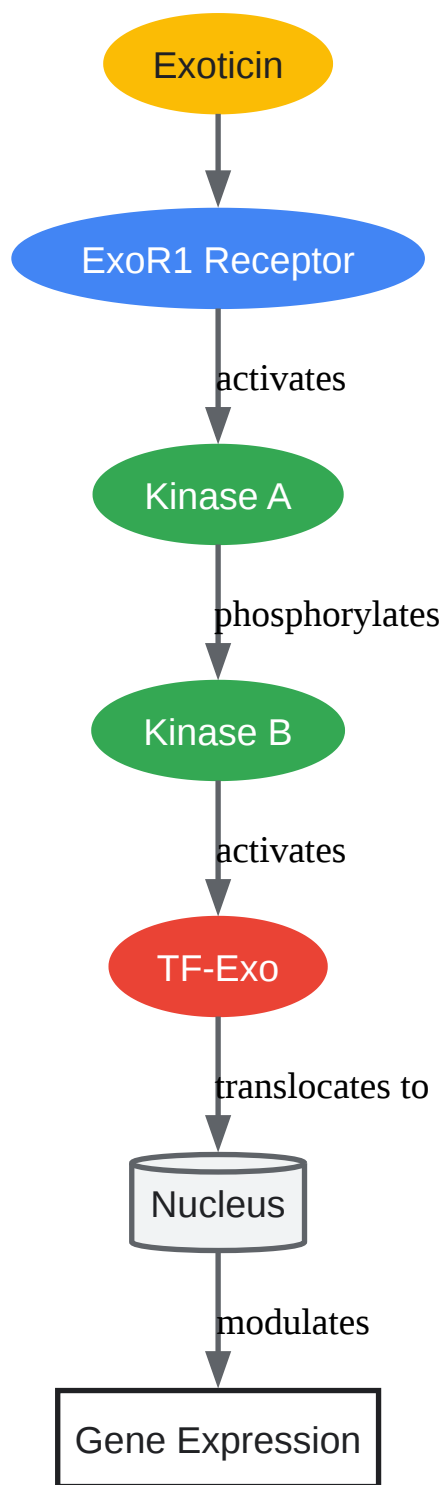 Exoticin
ExoR1 Receptor
activates
Kinase A
phosphorylates
Kinase B
activates
TF-Exo
translocates to
Nucleus
modulates
Gene Expression